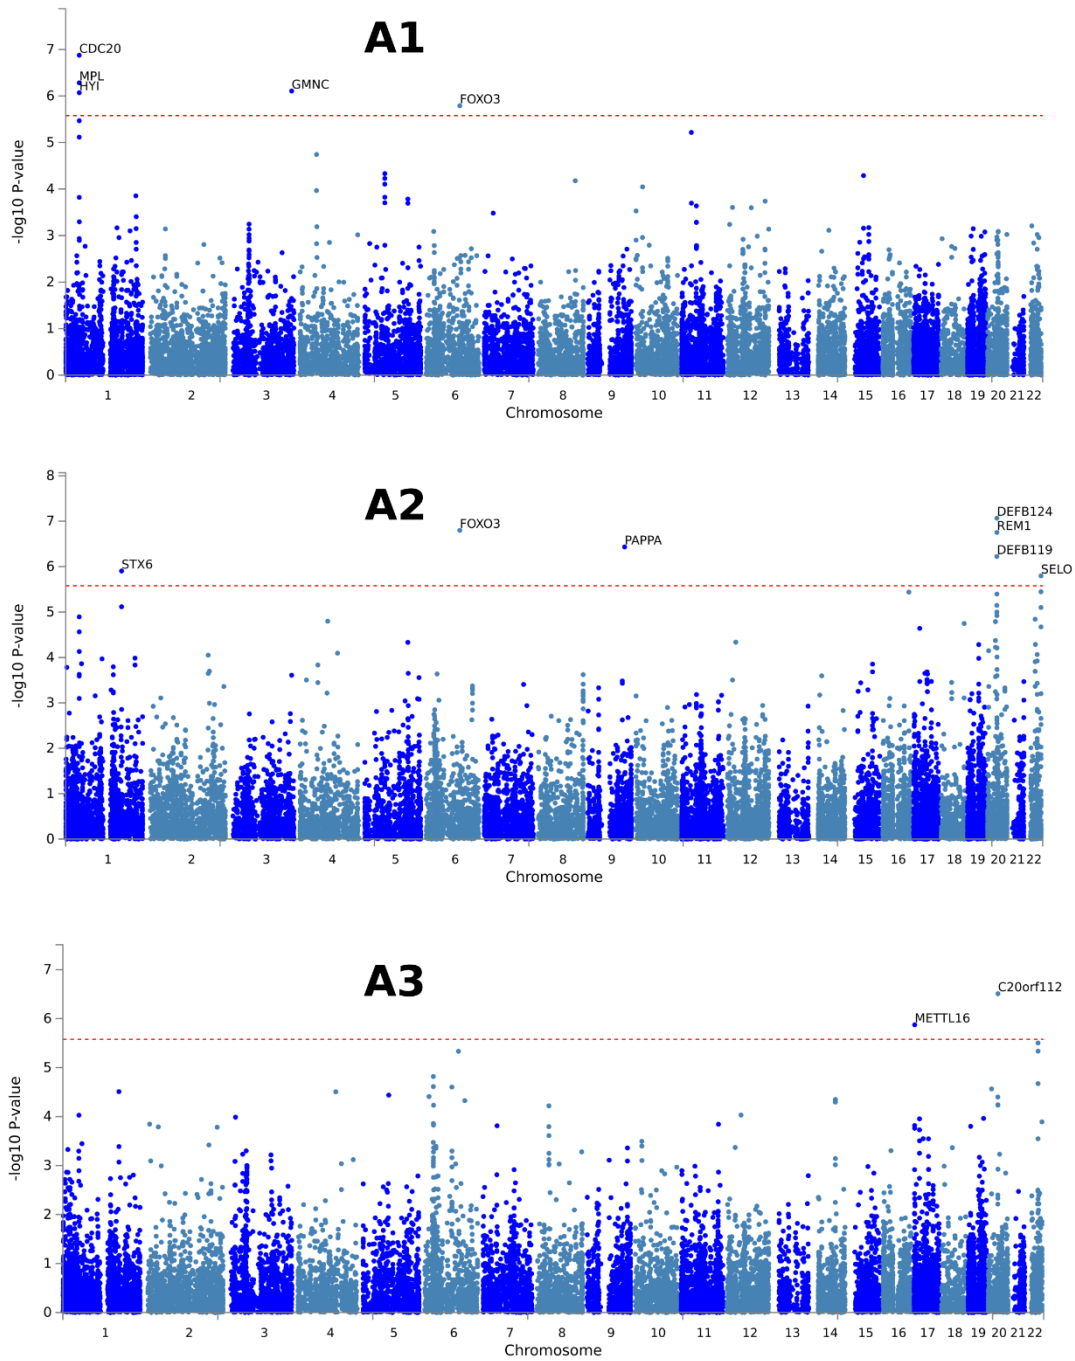 A1
7
CDC20
MPL
HYI
GMNC
6
FOXO3
5
4
3
2
1
0
-log10 P-value
1 2 3 4 5 6 7 8 9 10 11 12 13 14 15 16 17 18 19 20 21 22
Chromosome
A2
8
7
DEFB124
FOXO3
REM1
PAPPA
DEFB119
6
STX6
SELO
5
4
3
2
1
0
-log10 P-value
1 2 3 4 5 6 7 8 9 10 11 12 13 14 15 16 17 18 19 20 21 22
Chromosome
A3
7
C20orf112
6
METTL16
5
4
3
2
1
0
-log10 P-value
1 2 3 4 5 6 7 8 9 10 11 12 13 14 15 16 17 18 19 20 21 22
Chromosome